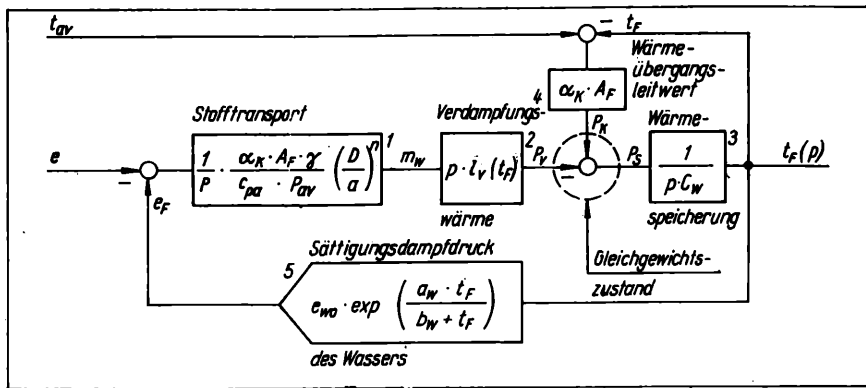 t_av
− t_F
Wärme-
übergangs-
leitwert
4 α_K · A_F
P_K
Stofftransport
Verdampfungs-
Wärme-
e
−
e_F
1/P · (α_K · A_F · γ)/(c_pa · P_av) (D/a)^n 1
m_w
p · i_v (t_F) 2
P_V
−
P_S
1/(p · C_w) 3
t_F (p)
wärme
speicherung
Sättigungsdampfdruck
Gleichgewichts-
zustand
5 e_wo · exp ((a_w · t_F)/(b_w + t_F))
des Wassers